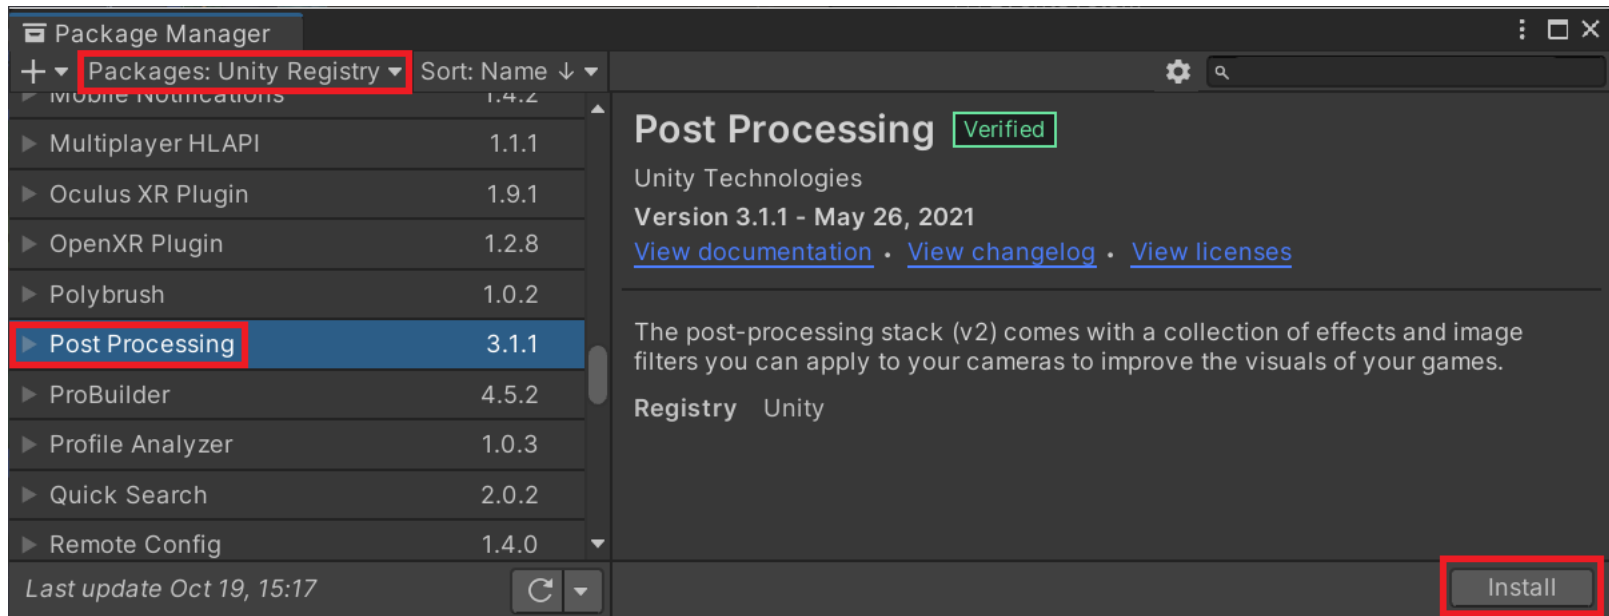 Package Manager
Packages: Unity Registry
Sort: Name ↓
Mobile Notifications 1.4.2
Multiplayer HLAPI 1.1.1
Oculus XR Plugin 1.9.1
OpenXR Plugin 1.2.8
Polybrush 1.0.2
Post Processing 3.1.1
ProBuilder 4.5.2
Profile Analyzer 1.0.3
Quick Search 2.0.2
Remote Config 1.4.0
Last update Oct 19, 15:17
Post Processing Verified
Unity Technologies
Version 3.1.1 - May 26, 2021
View documentation • View changelog • View licenses
The post-processing stack (v2) comes with a collection of effects and image
filters you can apply to your cameras to improve the visuals of your games.
Registry Unity
Install